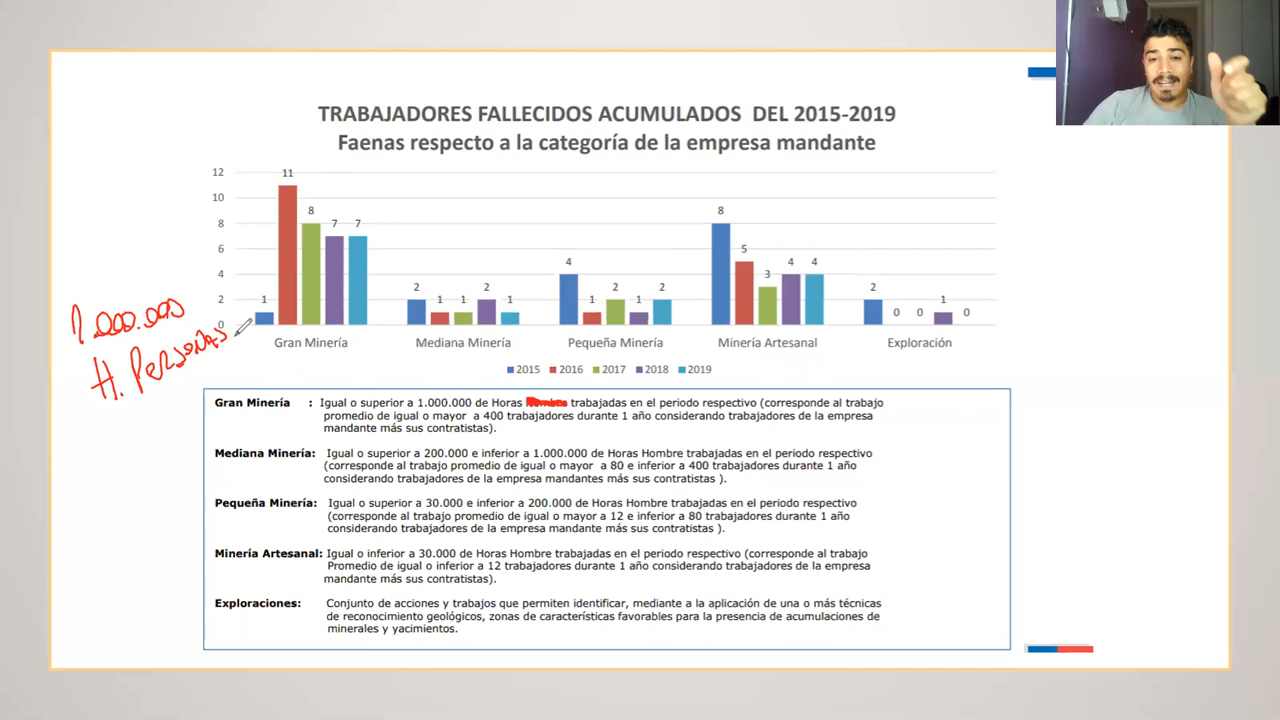 TRABAJADORES FALLECIDOS ACUMULADOS DEL 2015-2019
Faenas respecto a la categoría de la empresa mandante
12
10
8
6
4
2
0
1 11 8 7 7
2 1 1 2 1
4 1 2 1 2
8 5 3 4 4
2 0 0 1 0
Gran Minería Mediana Minería Pequeña Minería Minería Artesanal Exploración
2015 2016 2017 2018 2019
1.000.000
H. PERSONAS
Gran Minería : Igual o superior a 1.000.000 de Horas trabajadas en el periodo respectivo (corresponde al trabajo
promedio de igual o mayor a 400 trabajadores durante 1 año considerando trabajadores de la empresa
mandante más sus contratistas).
Mediana Minería: Igual o superior a 200.000 e inferior a 1.000.000 de Horas Hombre trabajadas en el periodo respectivo
(corresponde al trabajo promedio de igual o mayor a 80 e inferior a 400 trabajadores durante 1 año
considerando trabajadores de la empresa mandantes más sus contratistas ).
Pequeña Minería: Igual o superior a 30.000 e inferior a 200.000 de Horas Hombre trabajadas en el periodo respectivo
(corresponde al trabajo promedio de igual o mayor a 12 e inferior a 80 trabajadores durante 1 año
considerando trabajadores de la empresa mandante más sus contratistas ).
Minería Artesanal: Igual o inferior a 30.000 de Horas Hombre trabajadas en el periodo respectivo (corresponde al trabajo
Promedio de igual o inferior a 12 trabajadores durante 1 año considerando trabajadores de la empresa
mandante más sus contratistas).
Exploraciones: Conjunto de acciones y trabajos que permiten identificar, mediante a la aplicación de una o más técnicas
de reconocimiento geológicos, zonas de características favorables para la presencia de acumulaciones de
minerales y yacimientos.